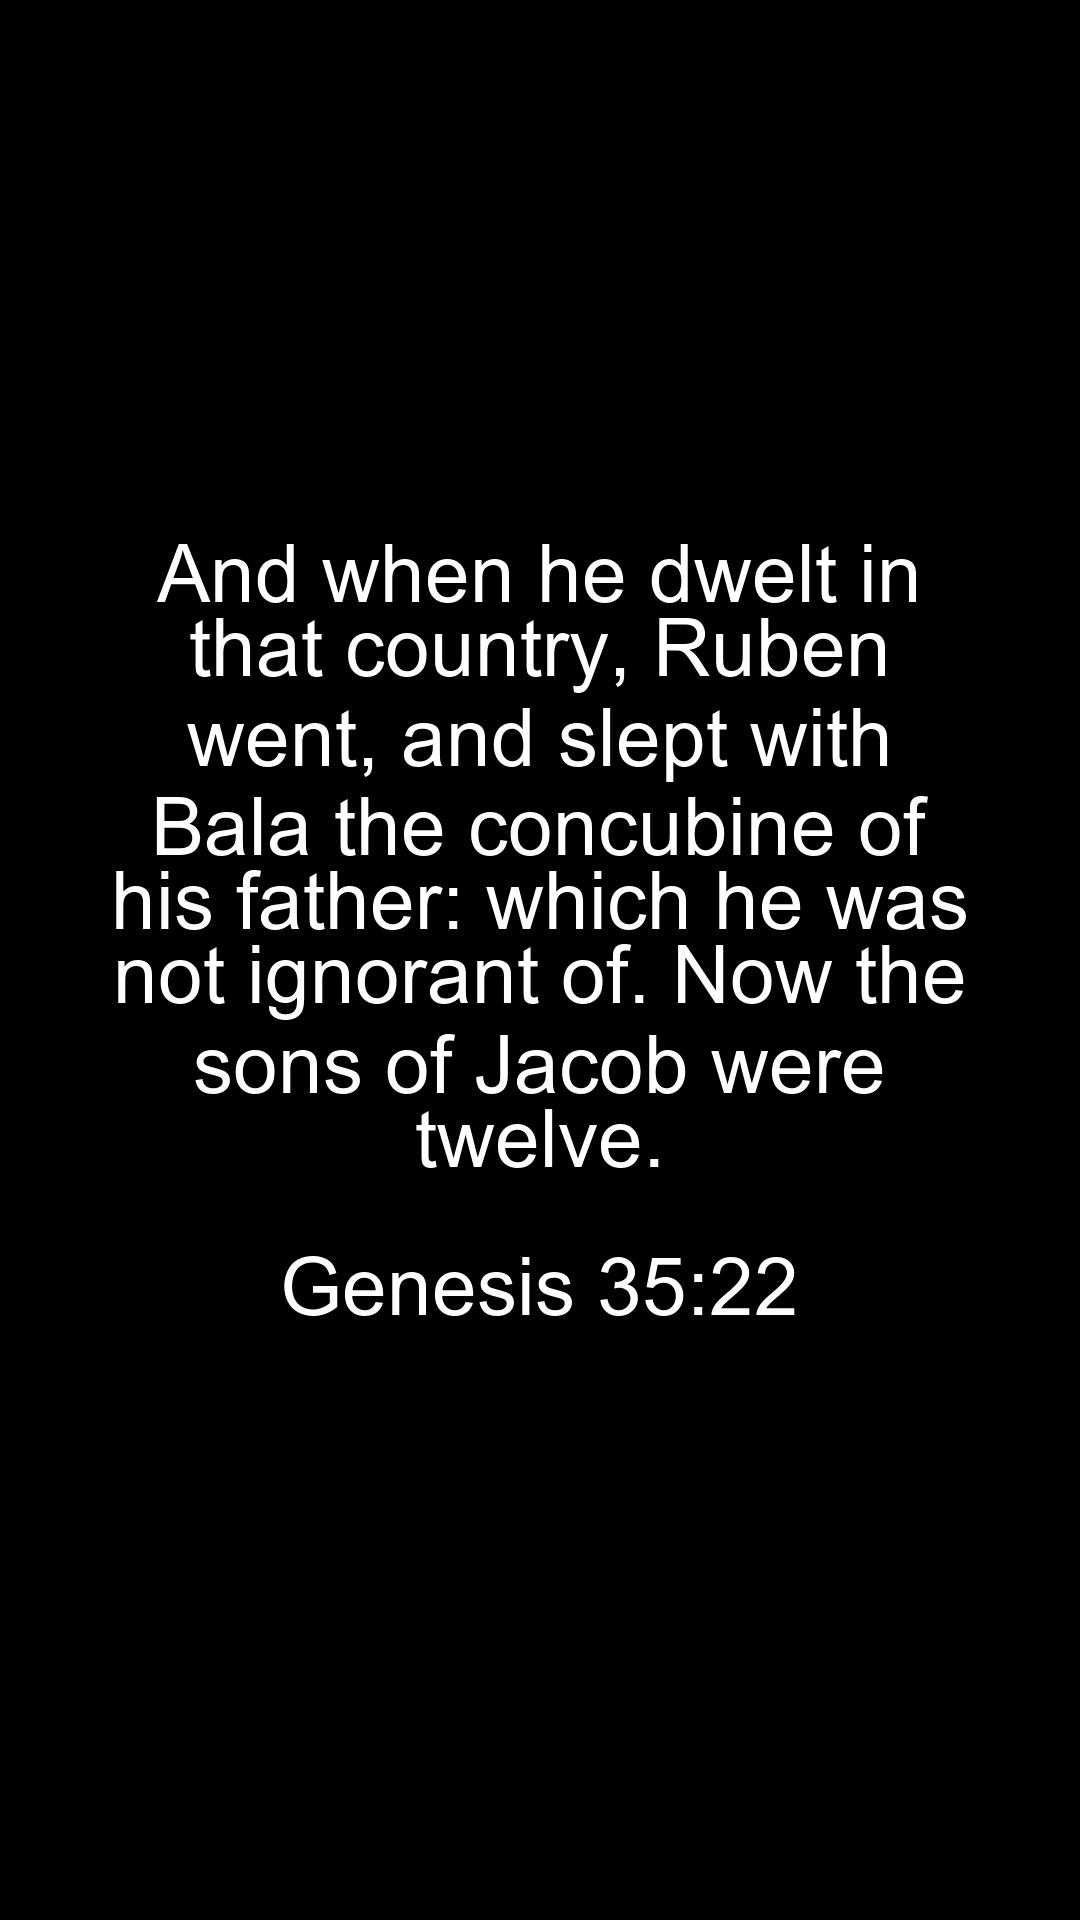 And when he dwelt in
that country, Ruben
went, and slept with
Bala the concubine of
his father: which he was
not ignorant of. Now the
sons of Jacob were
twelve.
Genesis 35:22